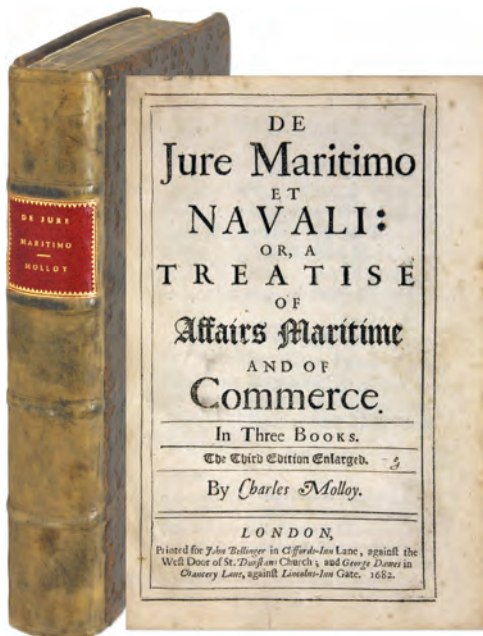 DE JURE
MARITIMO
MOLLOY
DE
Jure Maritimo
ET
NAVALI:
OR, A
TREATISE
OF
Affairs Maritime
AND OF
Commerce.
In Three BOOKS.
The Third Edition Enlarged.
By Charles Molloy.
LONDON,
Printed for John Bellinger in Cliffords-Inn Lane, against the
West Door of St. Dunstans Church; and George Dawes in
Chancery Lane, against Lincolns-Inn Gate. 1682.